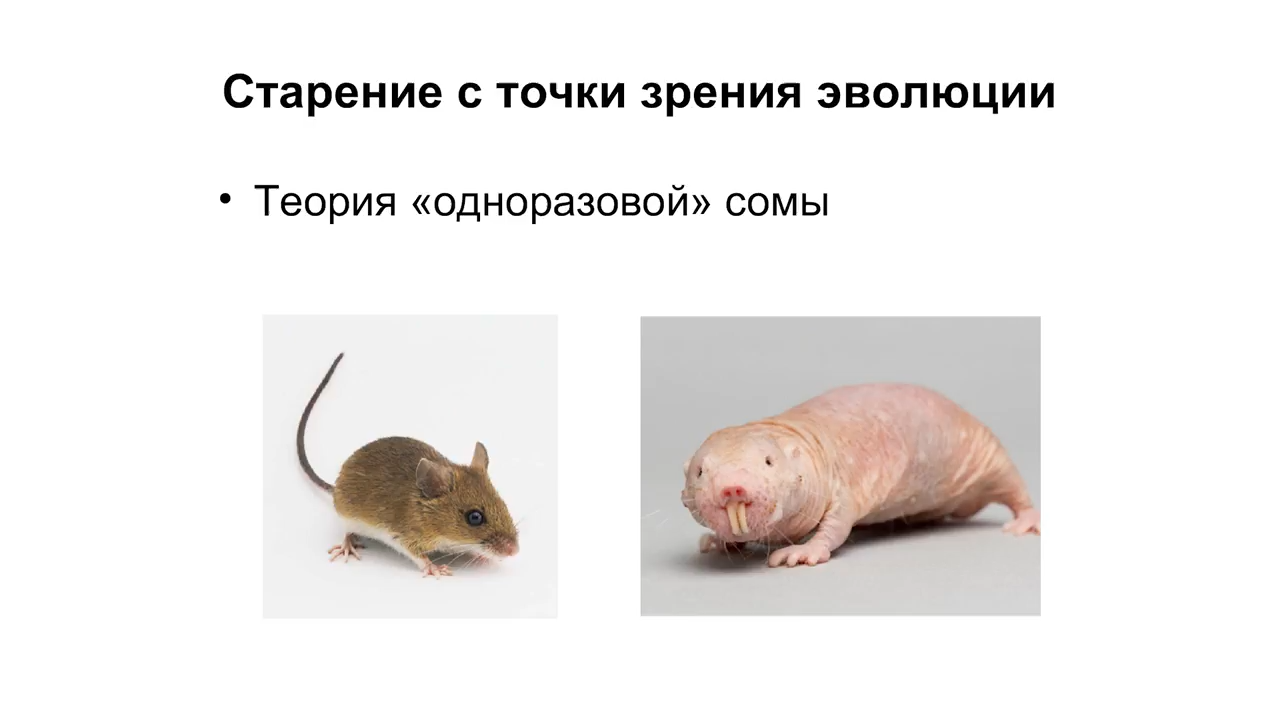 Старение с точки зрения эволюции
• Теория «одноразовой» сомы